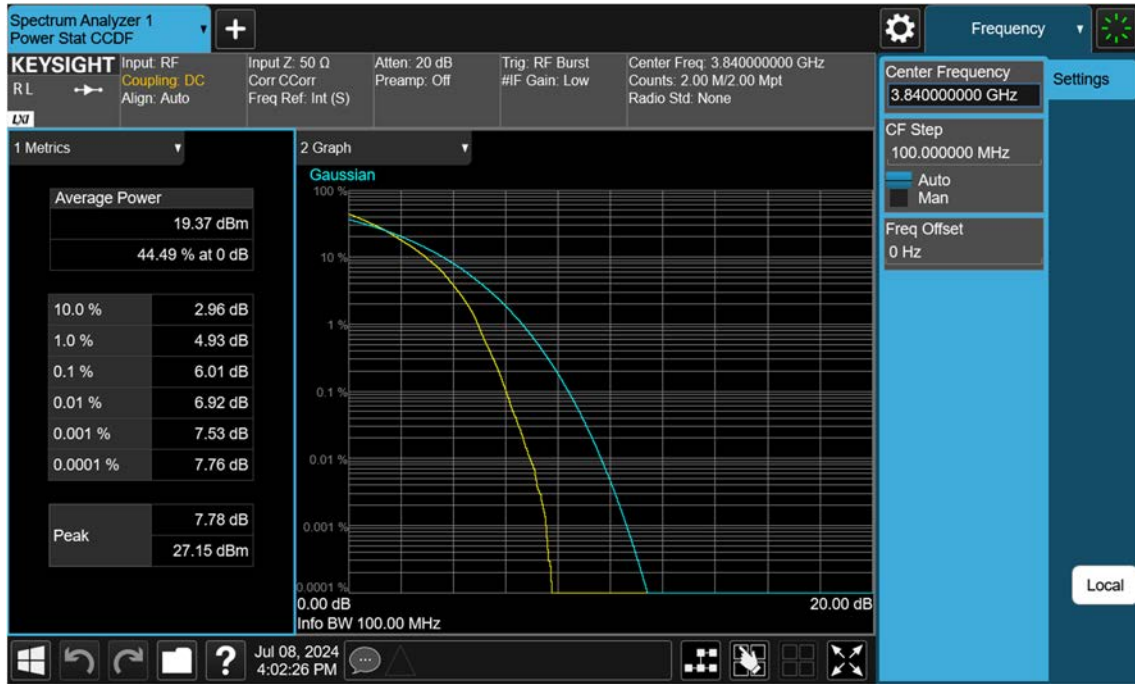 Spectrum Analyzer 1
Power Stat CCDF
+
Frequency
KEYSIGHT
RL
LXI
Input: RF
Coupling: DC
Align: Auto
Input Z: 50 Ω
Corr CCorr
Freq Ref: Int (S)
Atten: 20 dB
Preamp: Off
Trig: RF Burst
#IF Gain: Low
Center Freq: 3.840000000 GHz
Counts: 2.00 M/2.00 Mpt
Radio Std: None
Center Frequency
3.840000000 GHz
Settings
CF Step
100.000000 MHz
Auto
Man
Freq Offset
0 Hz
1 Metrics
Average Power
19.37 dBm
44.49 % at 0 dB
10.0 % 2.96 dB
1.0 % 4.93 dB
0.1 % 6.01 dB
0.01 % 6.92 dB
0.001 % 7.53 dB
0.0001 % 7.76 dB
Peak
7.78 dB
27.15 dBm
2 Graph
Gaussian
100 %
10 %
1 %
0.1 %
0.01 %
0.001 %
0.0001 %
0.00 dB 20.00 dB
Info BW 100.00 MHz
Local
?
Jul 08, 2024
4:02:26 PM